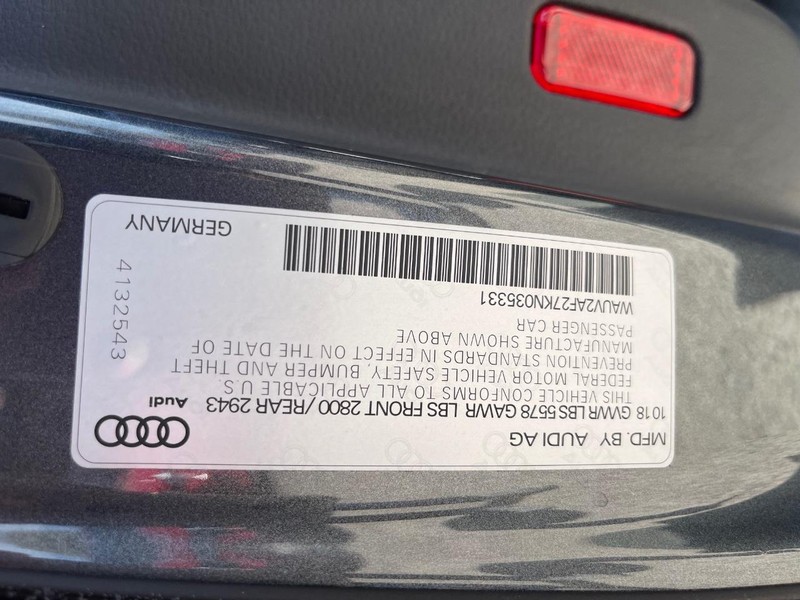 MFD. BY AUDI AG
1018 GVWR LBS 5578 GAWR LBS FRONT 2800 / REAR 2943
THIS VEHICLE CONFORMS TO ALL APPLICABLE U.S.
FEDERAL MOTOR VEHICLE SAFETY, BUMPER AND THEFT
PREVENTION STANDARDS IN EFFECT ON THE DATE OF
MANUFACTURE SHOWN ABOVE
PASSENGER CAR
WAUV2AF27KN035331
Audi
4132543
GERMANY